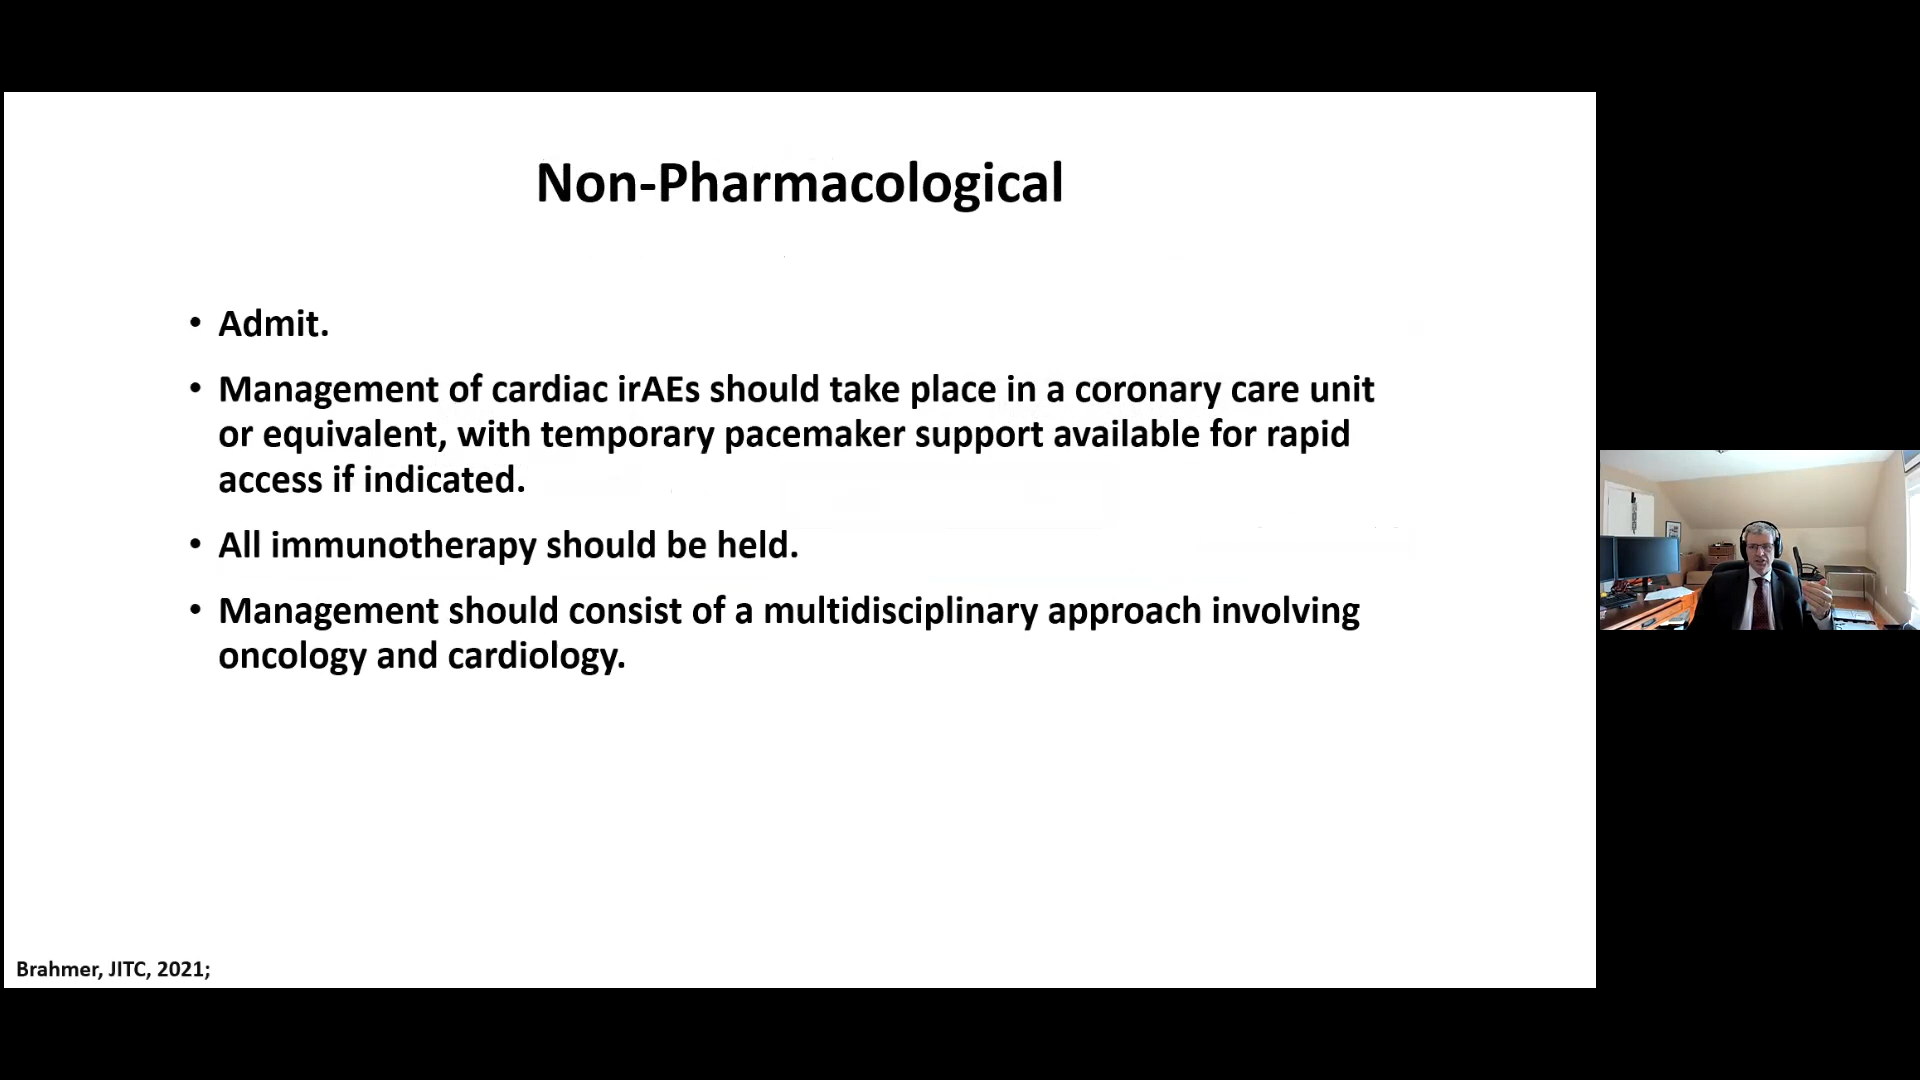 Non-Pharmacological
• Admit.
• Management of cardiac irAEs should take place in a coronary care unit
or equivalent, with temporary pacemaker support available for rapid
access if indicated.
• All immunotherapy should be held.
• Management should consist of a multidisciplinary approach involving
oncology and cardiology.
Brahmer, JITC, 2021;